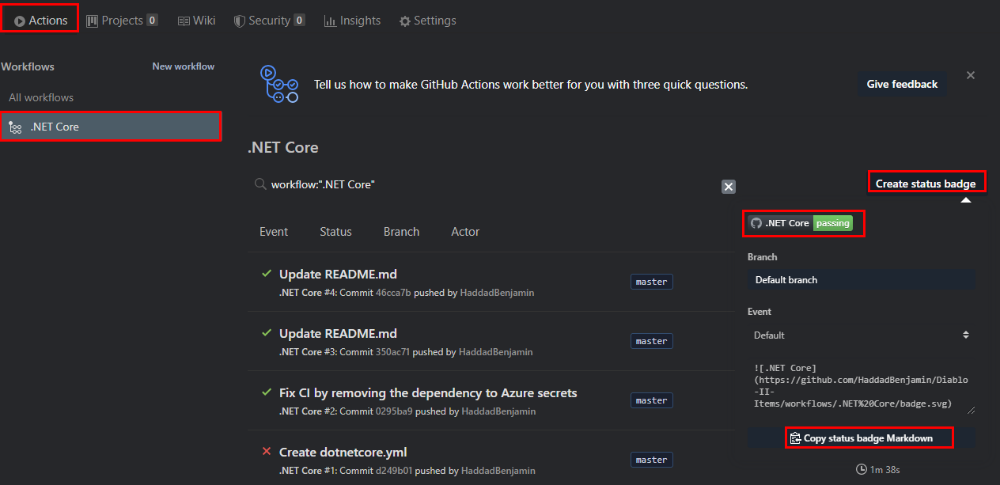 Actions Projects 0 Wiki Security 0 Insights Settings
Workflows New workflow
All workflows
.NET Core
Tell us how to make GitHub Actions work better for you with three quick questions.
Give feedback
.NET Core
workflow:".NET Core"
Create status badge
Event Status Branch Actor
Update README.md
.NET Core #4: Commit 46cca7b pushed by HaddadBenjamin
master
Update README.md
.NET Core #3: Commit 350ac71 pushed by HaddadBenjamin
master
Fix CI by removing the dependency to Azure secrets
.NET Core #2: Commit 0295ba9 pushed by HaddadBenjamin
master
Create dotnetcore.yml
.NET Core #1: Commit d249b01 pushed by HaddadBenjamin
master
.NET Core passing
Branch
Default branch
Event
Default
![.NET Core]
(https://github.com/HaddadBenjamin/Diablo
-II-
Items/workflows/.NET%20Core/badge.svg)
Copy status badge Markdown
1m 38s